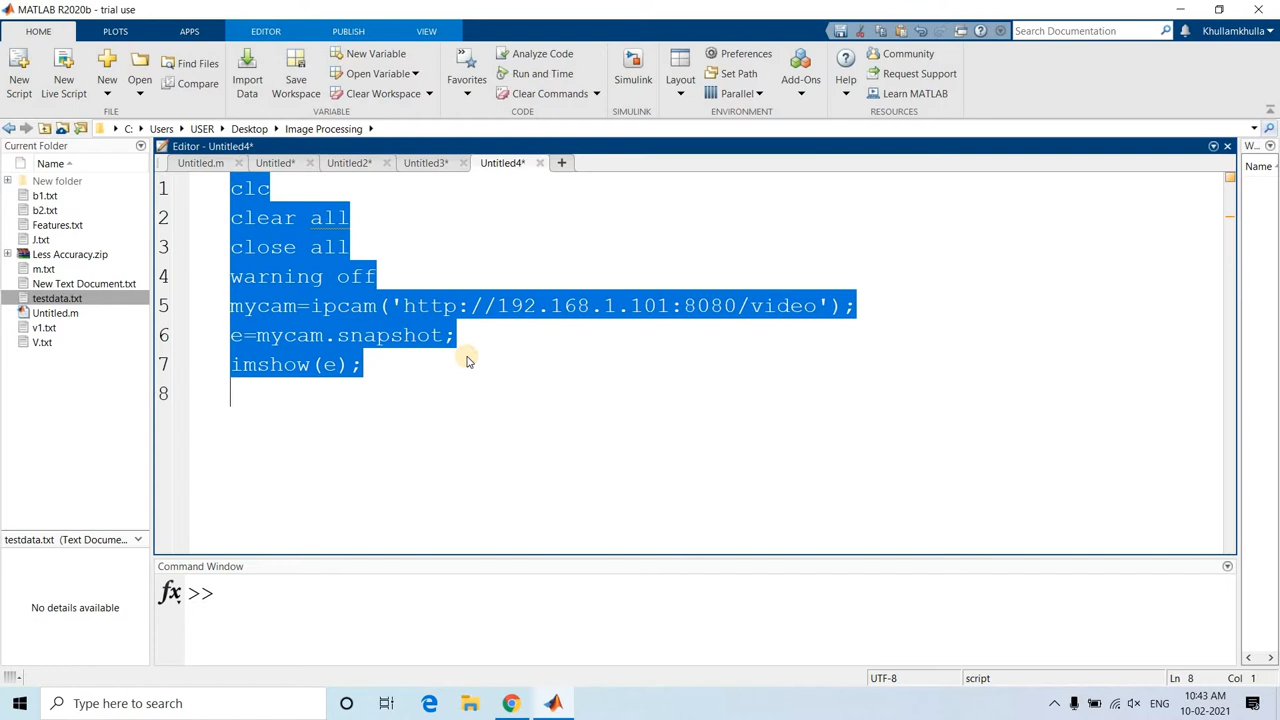 MATLAB R2020b - trial use
HOME PLOTS APPS EDITOR PUBLISH VIEW Search Documentation Khullamkhulla
New Script
New Live Script
New
Open
Find Files
Compare
FILE
Import Data
Save Workspace
New Variable
Open Variable
Clear Workspace
VARIABLE
Favorites
Analyze Code
Run and Time
Clear Commands
CODE
Simulink
SIMULINK
Layout
Preferences
Set Path
Parallel
Add-Ons
ENVIRONMENT
Help
Community
Request Support
Learn MATLAB
RESOURCES
C: Users USER Desktop Image Processing
Current Folder
Name
New folder
b1.txt
b2.txt
Features.txt
J.txt
Less Accuracy.zip
m.txt
New Text Document.txt
testdata.txt
Untitled.m
v1.txt
V.txt
testdata.txt (Text Docume...
No details available
Editor - Untitled4*
Untitled.m Untitled* Untitled2* Untitled3* Untitled4*
1 clc
2 clear all
3 close all
4 warning off
5 mycam=ipcam('http://192.168.1.101:8080/video');
6 e=mycam.snapshot;
7 imshow(e);
8
W...
Name
Command Window
fx >>
UTF-8 script Ln 8 Col 1
Type here to search
ENG
10:43 AM
10-02-2021